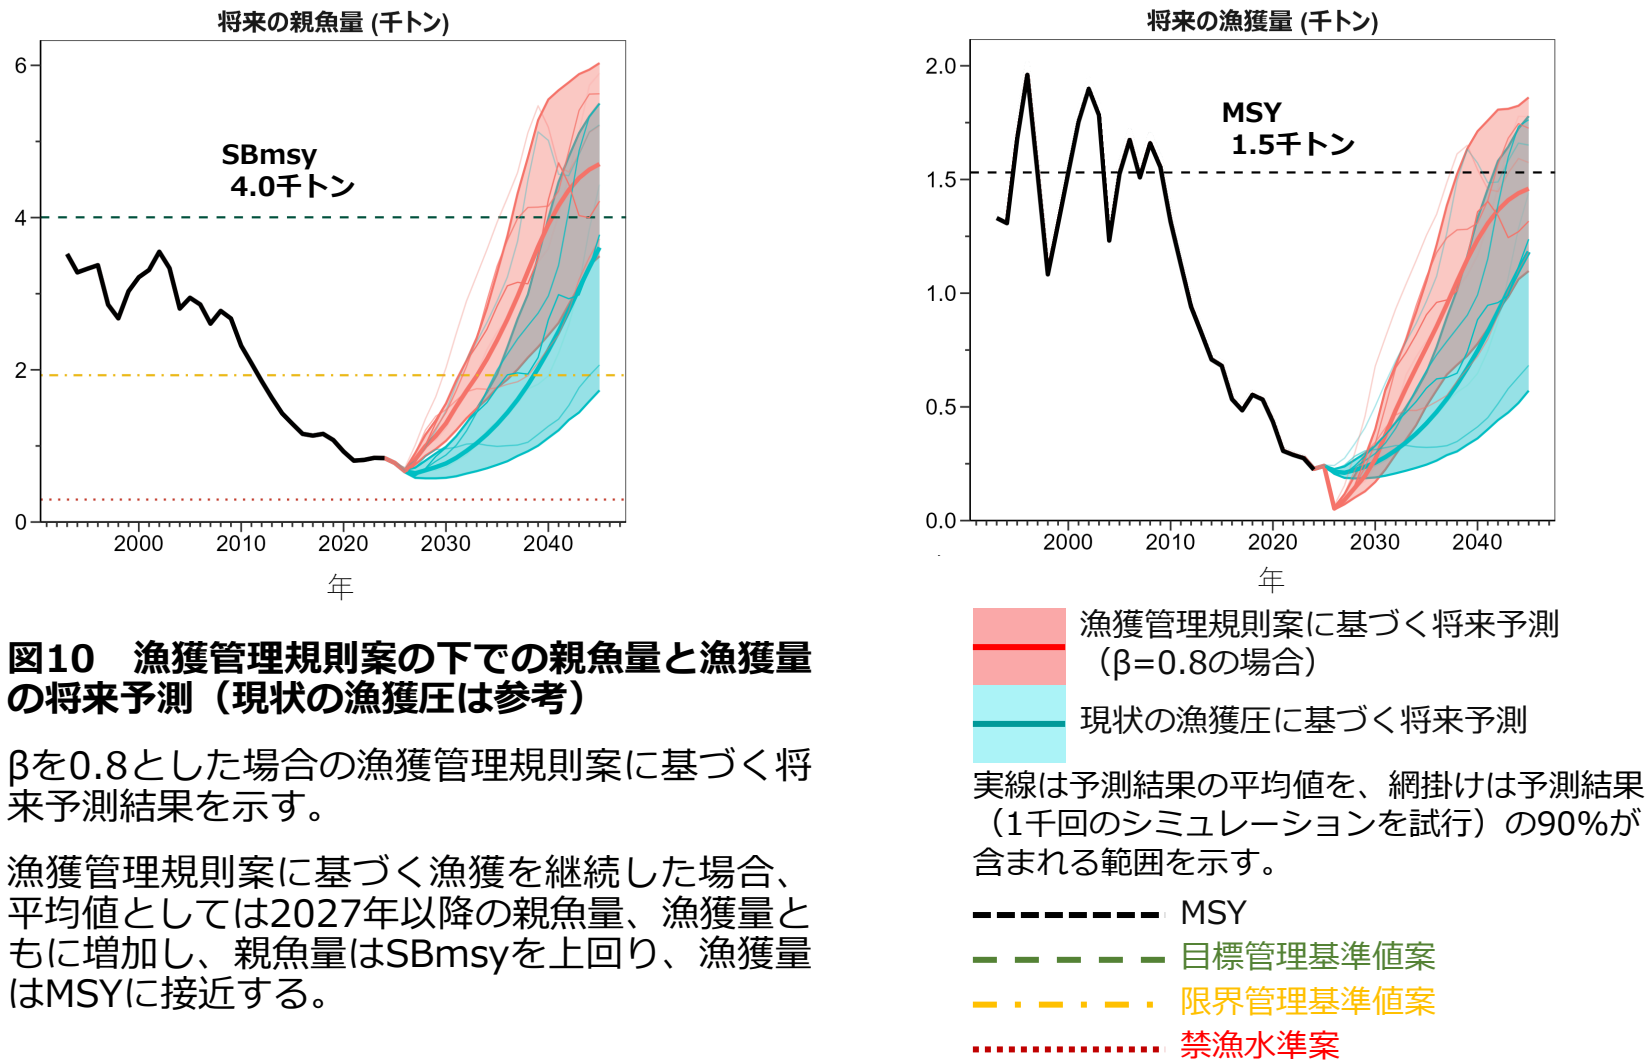 将来の親魚量 (千トン)
6
4
2
0
SBmsy
4.0千トン
2000 2010 2020 2030 2040
年
将来の漁獲量 (千トン)
2.0
1.5
1.0
0.5
0.0
MSY
1.5千トン
2000 2010 2020 2030 2040
年
図10　漁獲管理規則案の下での親魚量と漁獲量
の将来予測（現状の漁獲圧は参考）
βを0.8とした場合の漁獲管理規則案に基づく将
来予測結果を示す。
漁獲管理規則案に基づく漁獲を継続した場合、
平均値としては2027年以降の親魚量、漁獲量と
もに増加し、親魚量はSBmsyを上回り、漁獲量
はMSYに接近する。
漁獲管理規則案に基づく将来予測
（β=0.8の場合）
現状の漁獲圧に基づく将来予測
実線は予測結果の平均値を、網掛けは予測結果
（1千回のシミュレーションを試行）の90%が
含まれる範囲を示す。
MSY
目標管理基準値案
限界管理基準値案
禁漁水準案